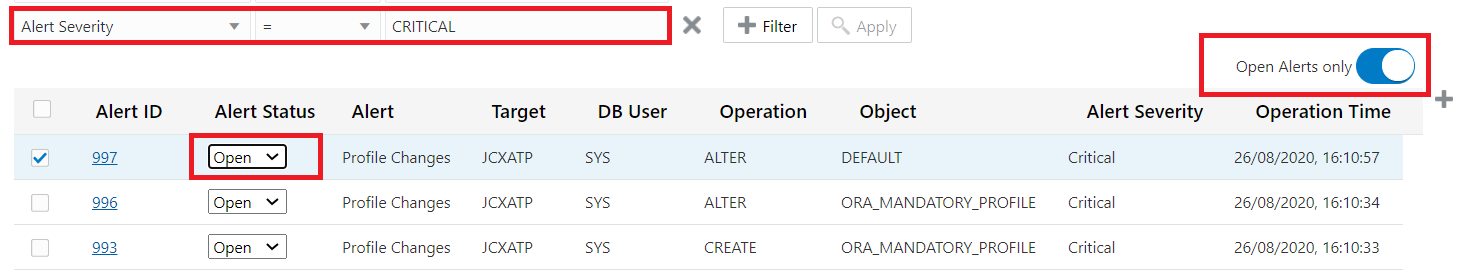 Alert Severity = CRITICAL Filter Apply
Open Alerts only
Alert ID Alert Status Alert Target DB User Operation Object Alert Severity Operation Time
997 Open Profile Changes JCXATP SYS ALTER DEFAULT Critical 26/08/2020, 16:10:57
996 Open Profile Changes JCXATP SYS ALTER ORA_MANDATORY_PROFILE Critical 26/08/2020, 16:10:34
993 Open Profile Changes JCXATP SYS CREATE ORA_MANDATORY_PROFILE Critical 26/08/2020, 16:10:33